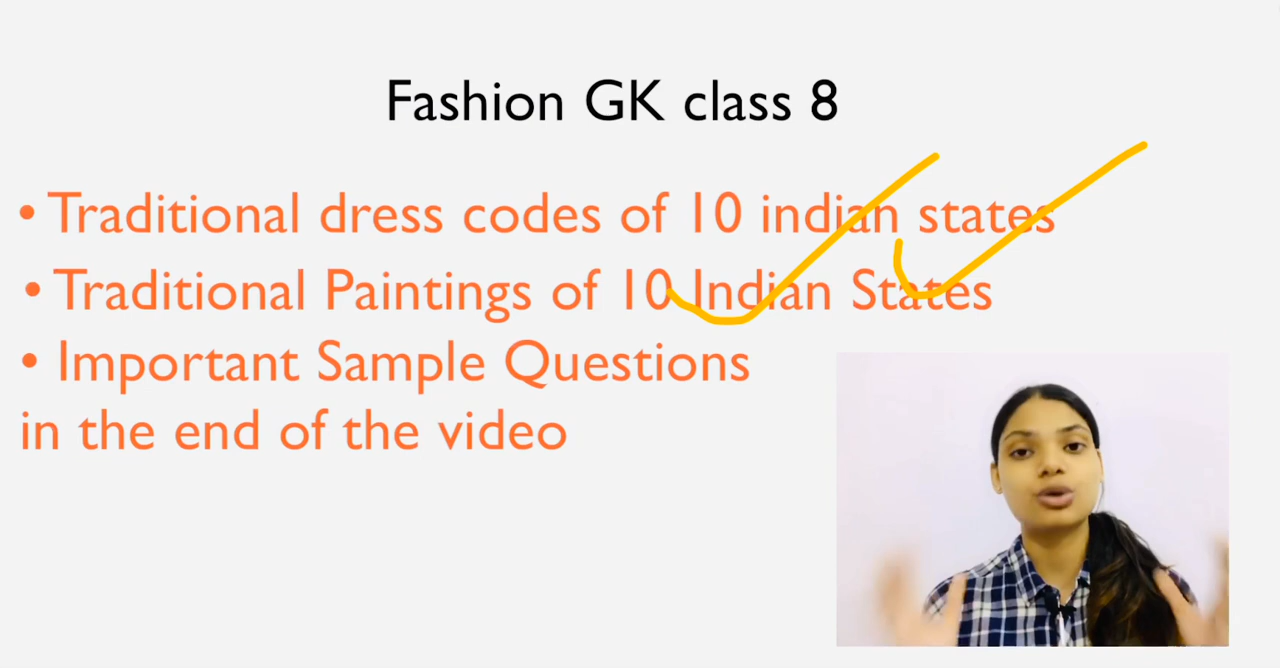 Fashion GK class 8
• Traditional dress codes of 10 indian states
• Traditional Paintings of 10 Indian States
• Important Sample Questions
in the end of the video